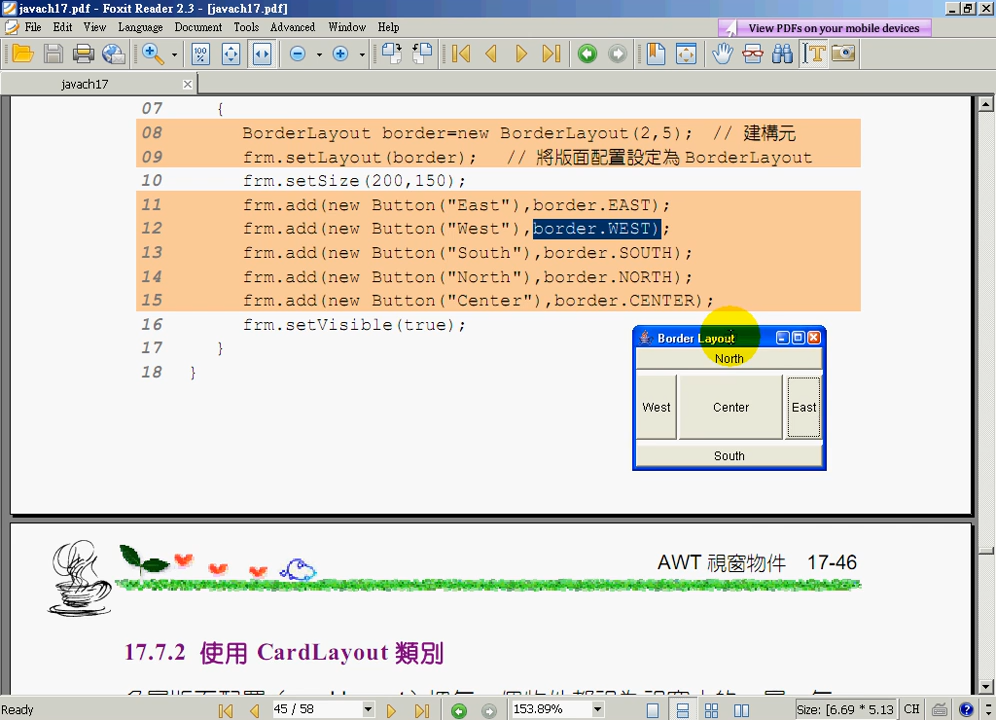 javach17.pdf - Foxit Reader 2.3 - [javach17.pdf]
File Edit View Language Document Tools Advanced Window Help
View PDFs on your mobile devices
javach17
07 {
08 BorderLayout border=new BorderLayout(2,5); // 建構元
09 frm.setLayout(border); // 將版面配置設定為 BorderLayout
10 frm.setSize(200,150);
11 frm.add(new Button("East"),border.EAST);
12 frm.add(new Button("West"),border.WEST);
13 frm.add(new Button("South"),border.SOUTH);
14 frm.add(new Button("North"),border.NORTH);
15 frm.add(new Button("Center"),border.CENTER);
16 frm.setVisible(true);
17 }
18 }
Border Layout
North
West Center East
South
AWT 視窗物件 17-46
17.7.2 使用 CardLayout 類別
Ready 45 / 58 153.89% Size: [6.69 * 5.13 CH